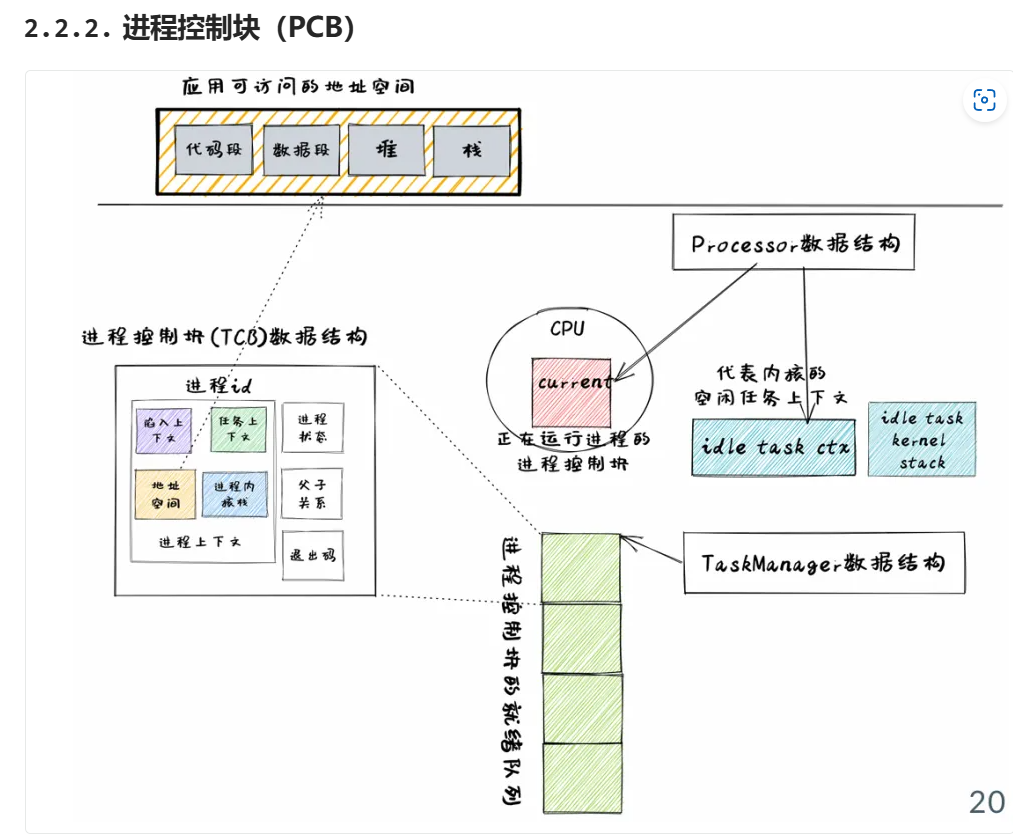 2.2.2. 进程控制块（PCB）
应用可访问的地址空间
代码段
数据段
堆
栈
Processor数据结构
进程控制块(TCB)数据结构
进程id
陷入上
下文
任务上
下文
进程
状态
地址
空间
进程内
核栈
父子
关系
进程上下文
退出码
CPU
current
正在运行进程的
进程控制块
代表内核的
空闲任务上下文
idle task ctx
idle task
kernel
stack
进程控制块的就绪队列
TaskManager数据结构
20